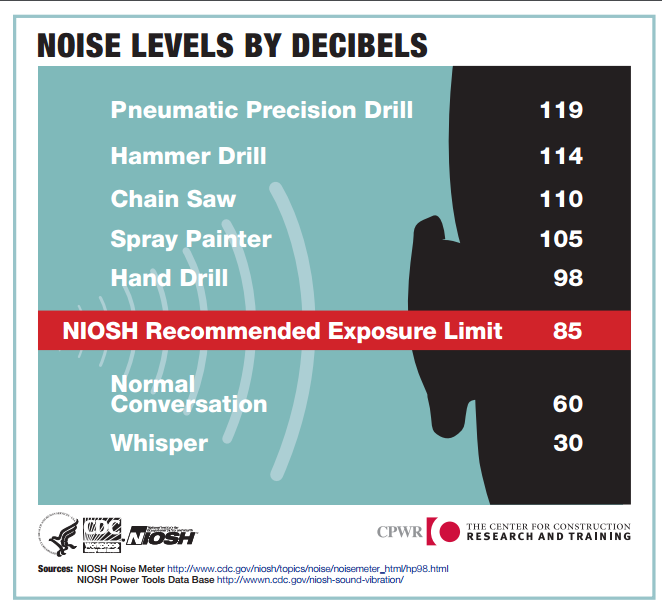 NOISE LEVELS BY DECIBELS
Pneumatic Precision Drill 119
Hammer Drill 114
Chain Saw 110
Spray Painter 105
Hand Drill 98
NIOSH Recommended Exposure Limit 85
Normal
Conversation 60
Whisper 30
CDC
NIOSH
CPWR
THE CENTER FOR CONSTRUCTION
RESEARCH AND TRAINING
Sources: NIOSH Noise Meter http://www.cdc.gov/niosh/topics/noise/noisemeter_html/hp98.html
NIOSH Power Tools Data Base http://wwwn.cdc.gov/niosh-sound-vibration/